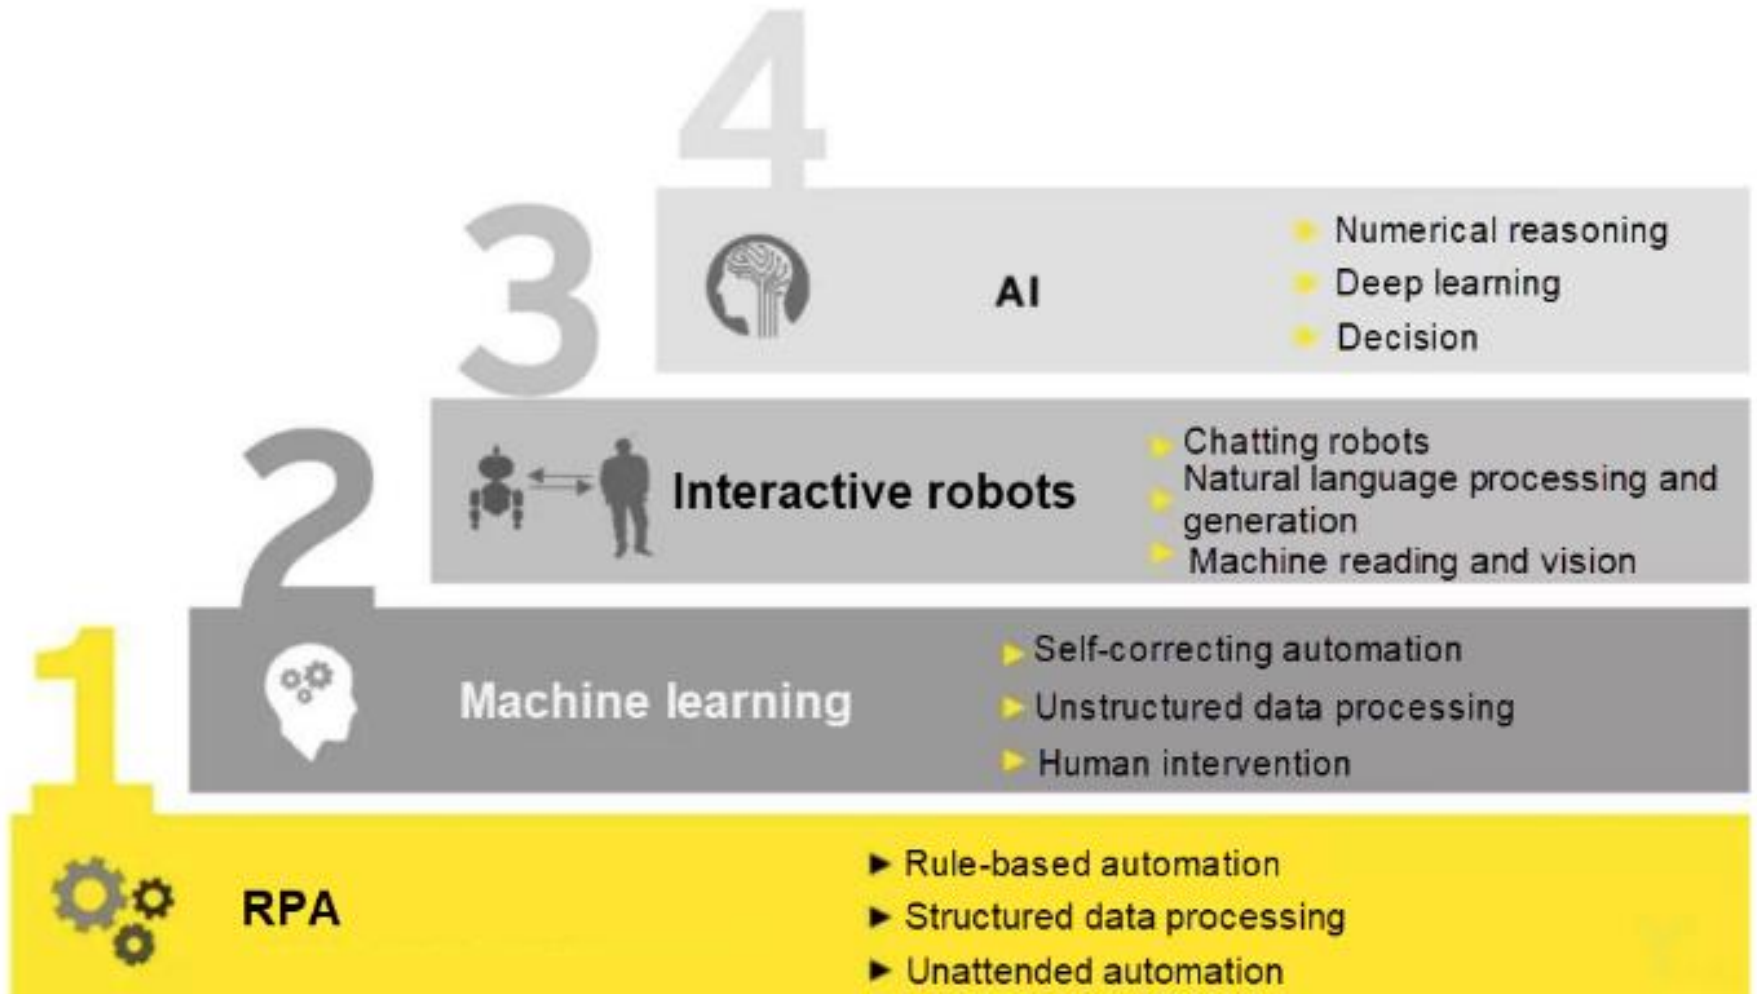 4
AI
Numerical reasoning
Deep learning
Decision
3
Interactive robots
Chatting robots
Natural language processing and
generation
Machine reading and vision
2
Machine learning
Self-correcting automation
Unstructured data processing
Human intervention
1
RPA
Rule-based automation
Structured data processing
Unattended automation